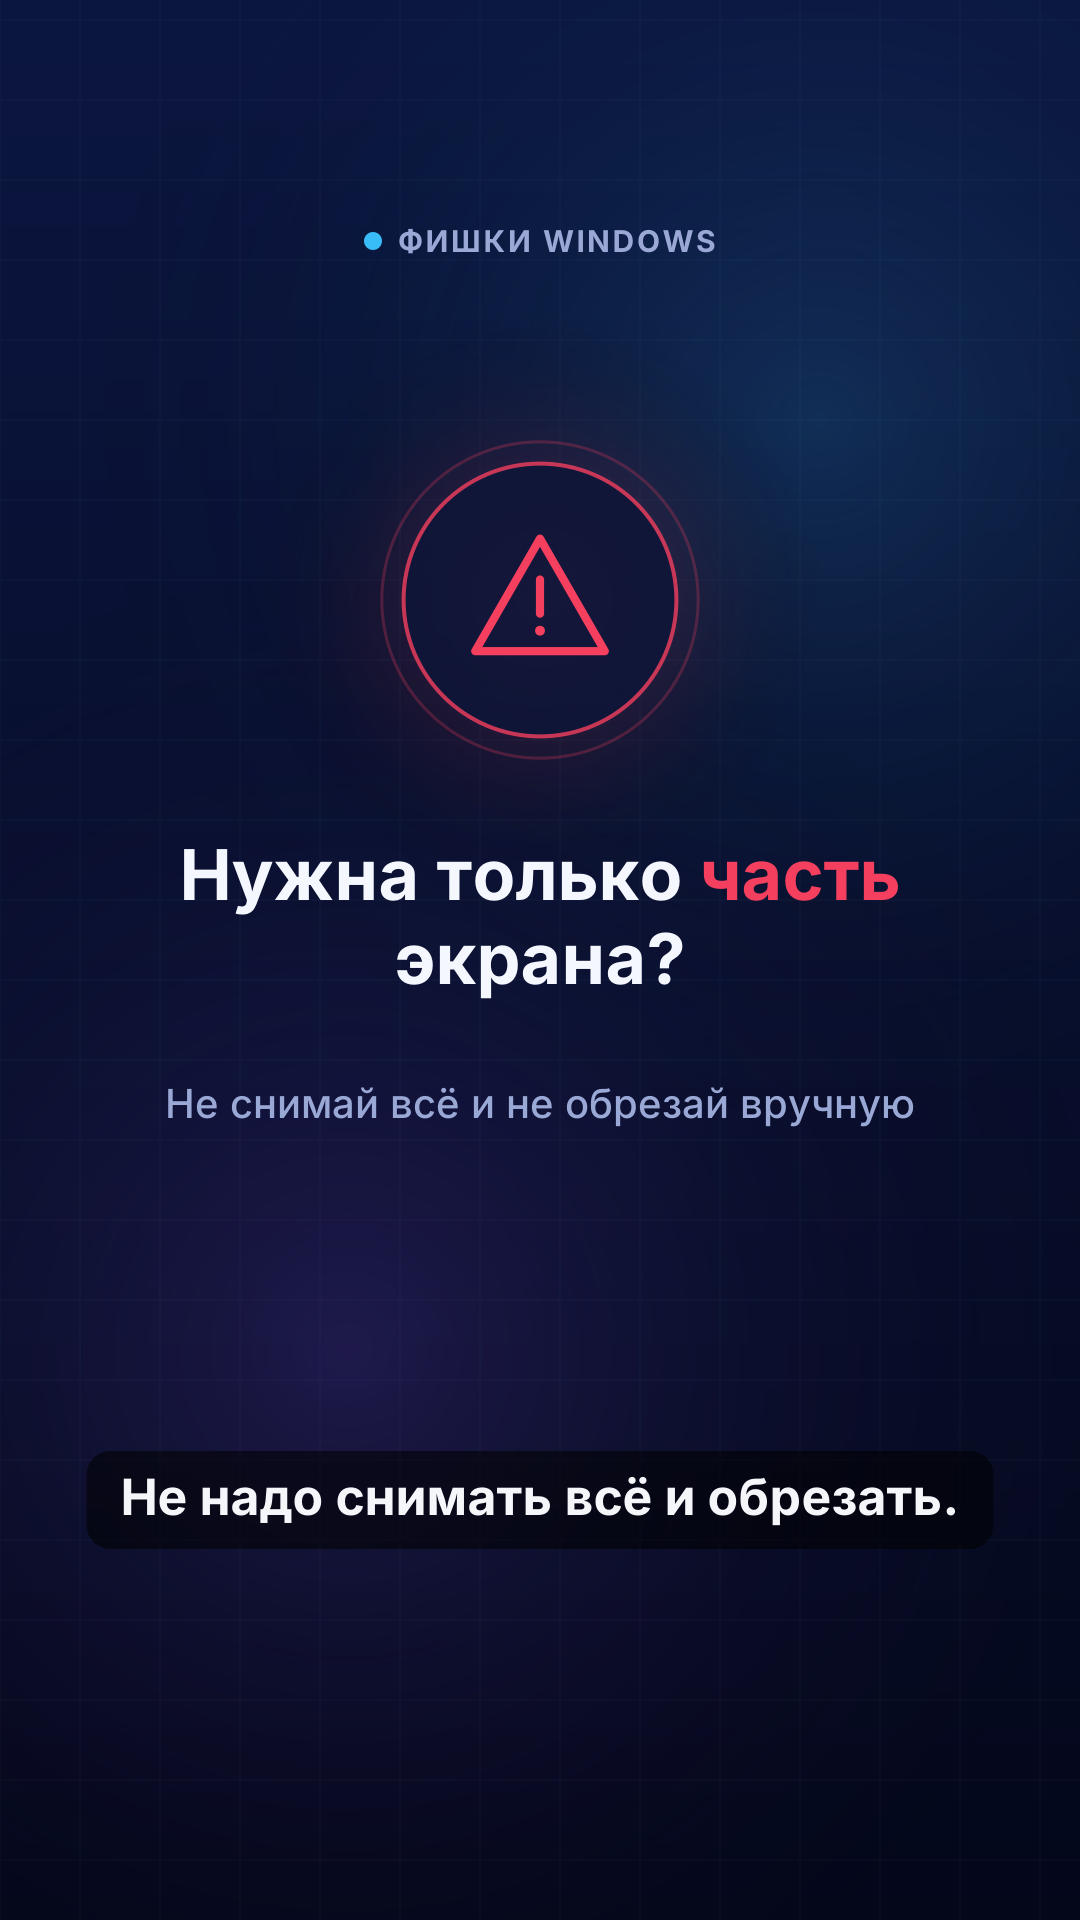 ФИШКИ WINDOWS
Нужна только часть
экрана?
Не снимай всё и не обрезай вручную
Не надо снимать всё и обрезать.